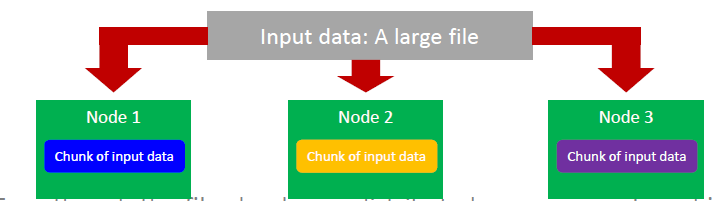 Input data: A large file
Node 1
Node 2
Node 3
Chunk of input data
Chunk of input data
Chunk of input data